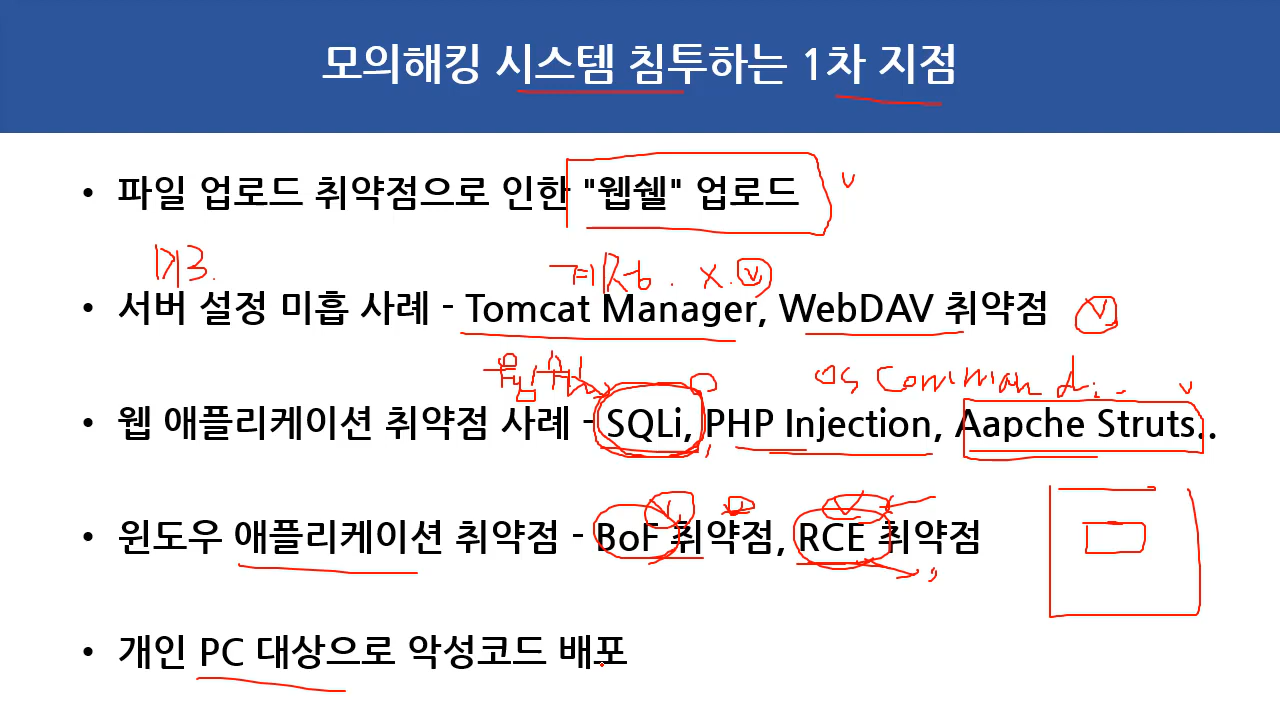 모의해킹 시스템 침투하는 1차 지점
• 파일 업로드 취약점으로 인한 "웹쉘" 업로드
• 서버 설정 미흡 사례 - Tomcat Manager, WebDAV 취약점
OS Comman di..
• 웹 애플리케이션 취약점 사례 - SQLi, PHP Injection, Aapche Struts..
• 윈도우 애플리케이션 취약점 - BoF 취약점, RCE 취약점
• 개인 PC 대상으로 악성코드 배포